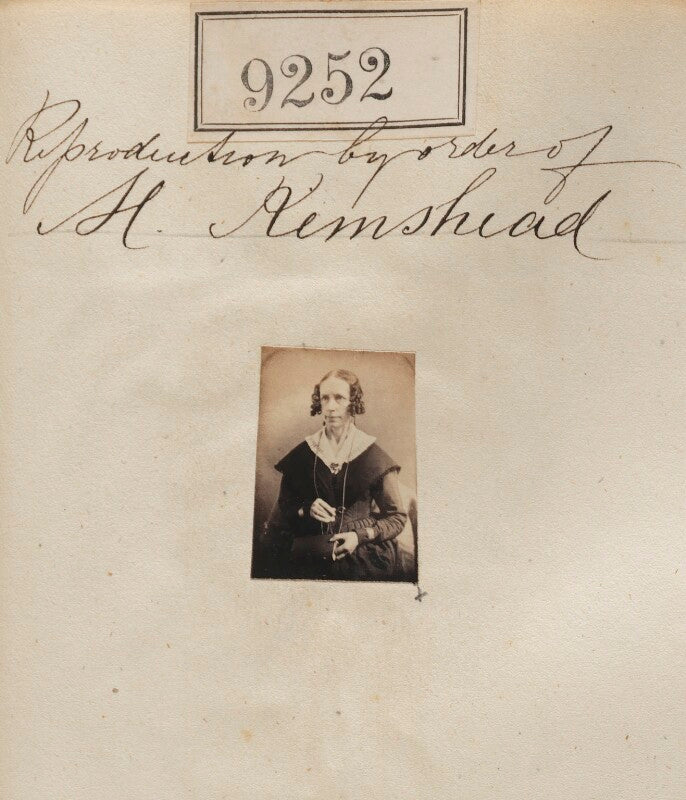 9252
Reproduction by order of
H. Kemshead